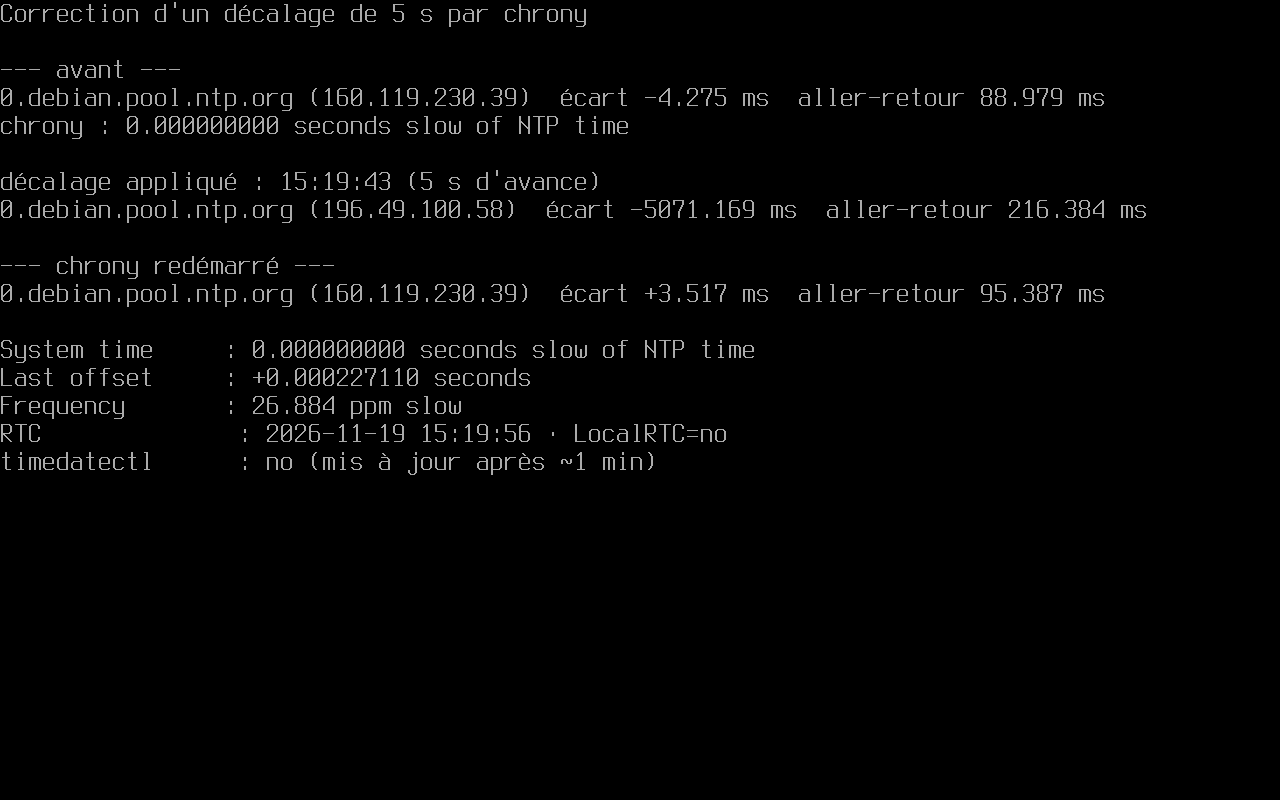 Correction d'un décalage de 5 s par chrony
--- avant ---
0.debian.pool.ntp.org (160.119.230.39)  écart -4.275 ms  aller-retour 88.979 ms
chrony : 0.000000000 seconds slow of NTP time
décalage appliqué : 15:19:43 (5 s d'avance)
0.debian.pool.ntp.org (196.49.100.58)  écart -5071.169 ms  aller-retour 216.384 ms
--- chrony redémarré ---
0.debian.pool.ntp.org (160.119.230.39)  écart +3.517 ms  aller-retour 95.387 ms
System time     : 0.000000000 seconds slow of NTP time
Last offset     : +0.000227110 seconds
Frequency       : 26.884 ppm slow
RTC              : 2026-11-19 15:19:56 · LocalRTC=no
timedatectl      : no (mis à jour après ~1 min)